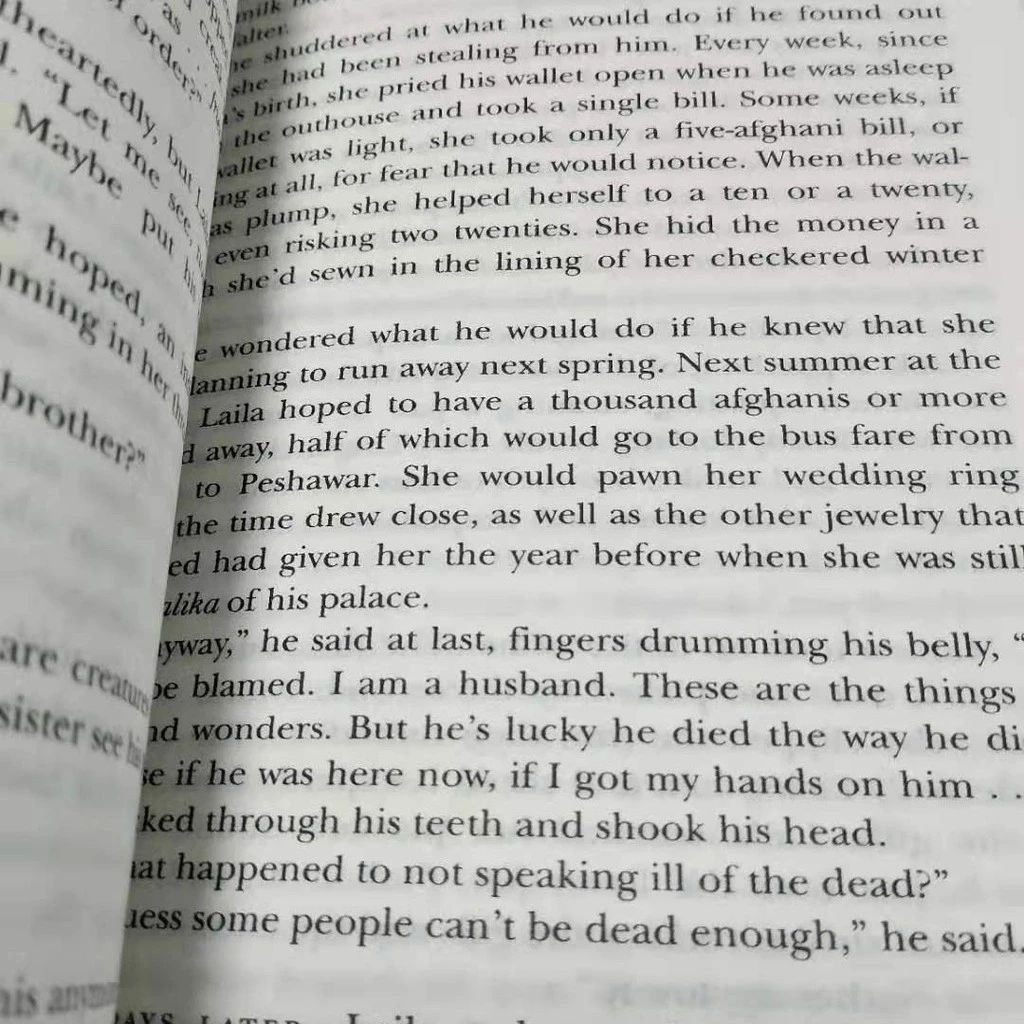 heartedly, but
order?"
"Let me see,
Maybe put his
hoped, an
ming in her
brother?"
are creatures
sister see his
his
milk
alter.
he shuddered at what he would do if he found out
she had been stealing from him. Every week, since
's birth, she pried his wallet open when he was asleep
the outhouse and took a single bill. Some weeks, if
wallet was light, she took only a five-afghani bill, or
ing at all, for fear that he would notice. When the wal-
as plump, she helped herself to a ten or a twenty,
even risking two twenties. She hid the money in a
h she'd sewn in the lining of her checkered winter
e wondered what he would do if he knew that she
lanning to run away next spring. Next summer at the
Laila hoped to have a thousand afghanis or more
d away, half of which would go to the bus fare from
to Peshawar. She would pawn her wedding ring
the time drew close, as well as the other jewelry that
ed had given her the year before when she was still
alika of his palace.
nyway," he said at last, fingers drumming his belly, "
be blamed. I am a husband. These are the things
nd wonders. But he's lucky he died the way he di
se if he was here now, if I got my hands on him . .
cked through his teeth and shook his head.
hat happened to not speaking ill of the dead?"
uess some people can't be dead enough," he said.
DAYS LATER,